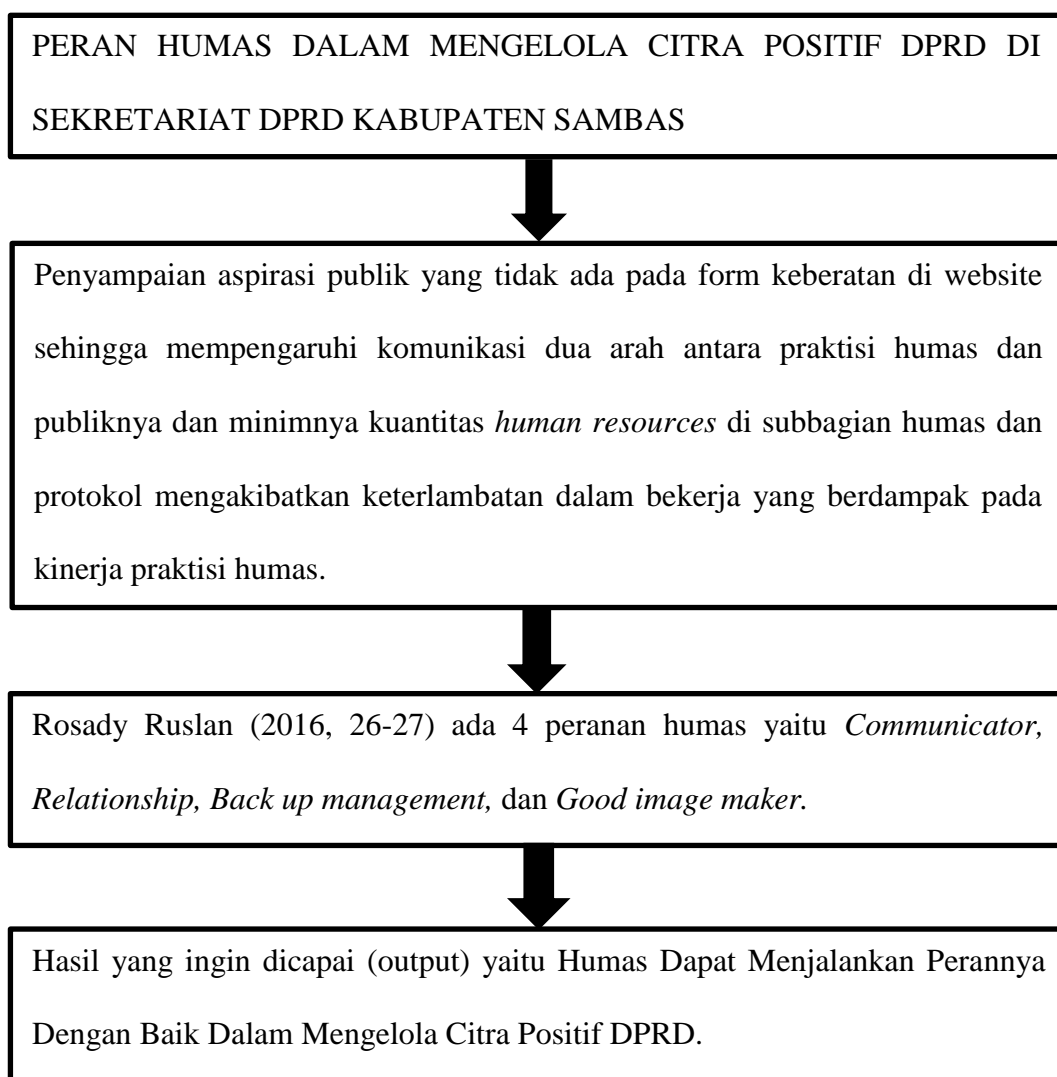 PERAN HUMAS DALAM MENGELOLA CITRA POSITIF DPRD DI
SEKRETARIAT DPRD KABUPATEN SAMBAS
Penyampaian aspirasi publik yang tidak ada pada form keberatan di website
sehingga mempengaruhi komunikasi dua arah antara praktisi humas dan
publiknya dan minimnya kuantitas human resources di subbagian humas dan
protokol mengakibatkan keterlambatan dalam bekerja yang berdampak pada
kinerja praktisi humas.
Rosady Ruslan (2016, 26-27) ada 4 peranan humas yaitu Communicator,
Relationship, Back up management, dan Good image maker.
Hasil yang ingin dicapai (output) yaitu Humas Dapat Menjalankan Perannya
Dengan Baik Dalam Mengelola Citra Positif DPRD.